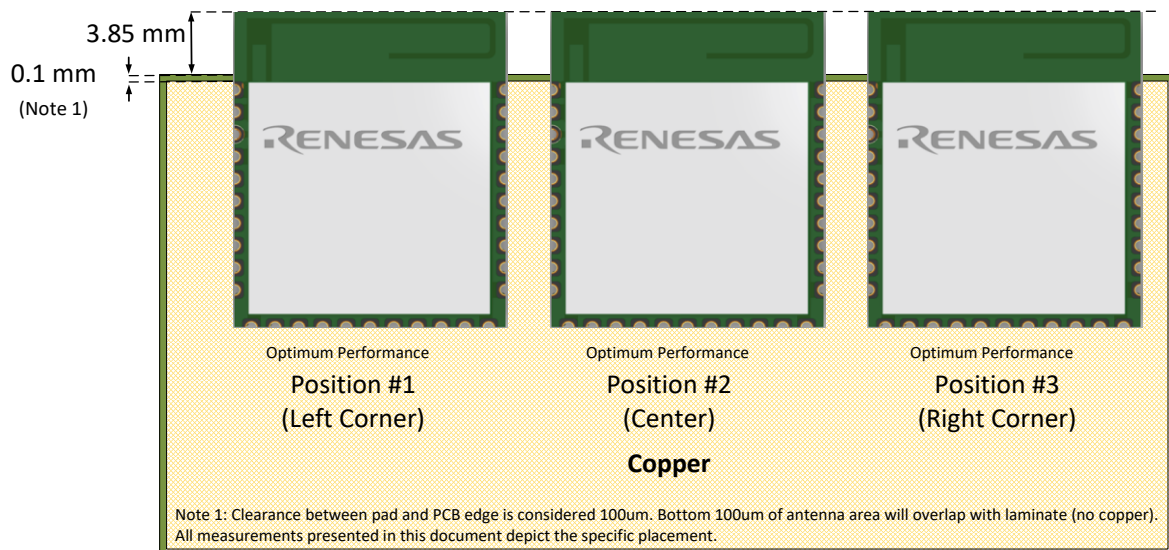 3.85 mm
0.1 mm
(Note 1)
RENESAS RENESAS RENESAS
Optimum Performance Optimum Performance Optimum Performance
Position #1 Position #2 Position #3
(Left Corner) (Center) (Right Corner)
Copper
Note 1: Clearance between pad and PCB edge is considered 100um. Bottom 100um of antenna area will overlap with laminate (no copper).
All measurements presented in this document depict the specific placement.